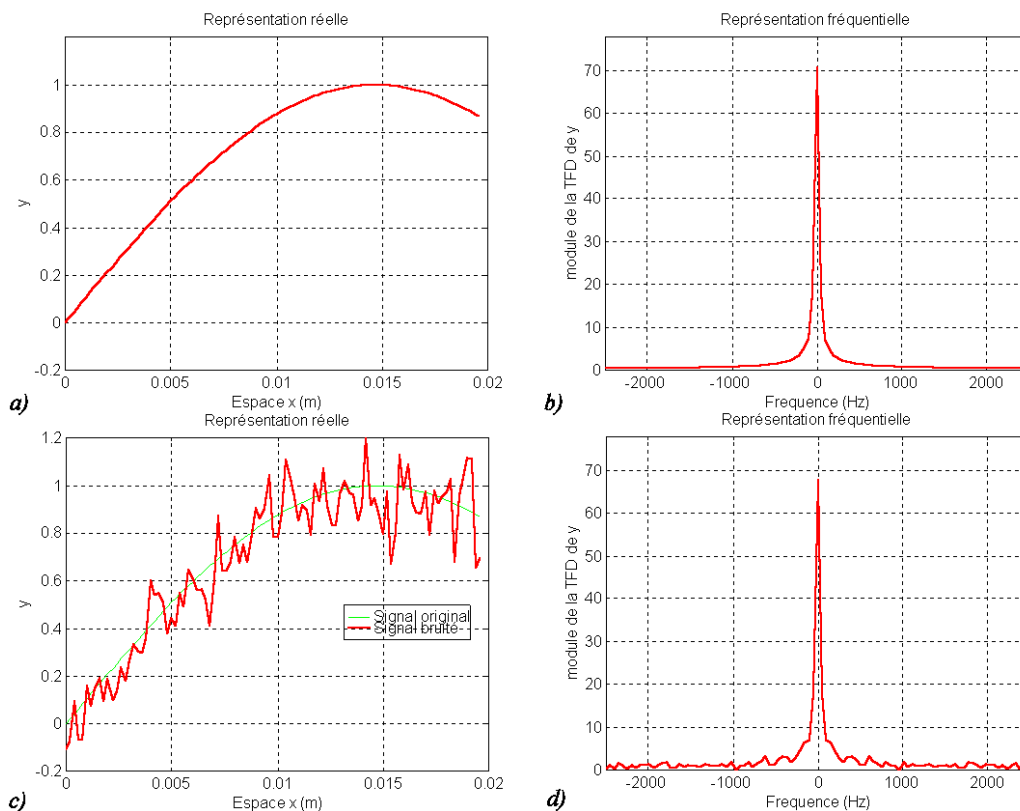 Représentation réelle
y
1
0.8
0.6
0.4
0.2
0
-0.2
0
0.005
0.01
0.015
0.02
Espace x (m)
a)
Représentation fréquentielle
module de la TFD de y
70
60
50
40
30
20
10
0
-2000
-1000
0
1000
2000
Frequence (Hz)
b)
Représentation réelle
y
1.2
1
0.8
0.6
0.4
0.2
0
-0.2
0
0.005
0.01
0.015
0.02
Signal original
Signal bruité
Espace x (m)
c)
Représentation fréquentielle
module de la TFD de y
70
60
50
40
30
20
10
0
-2000
-1000
0
1000
2000
Frequence (Hz)
d)